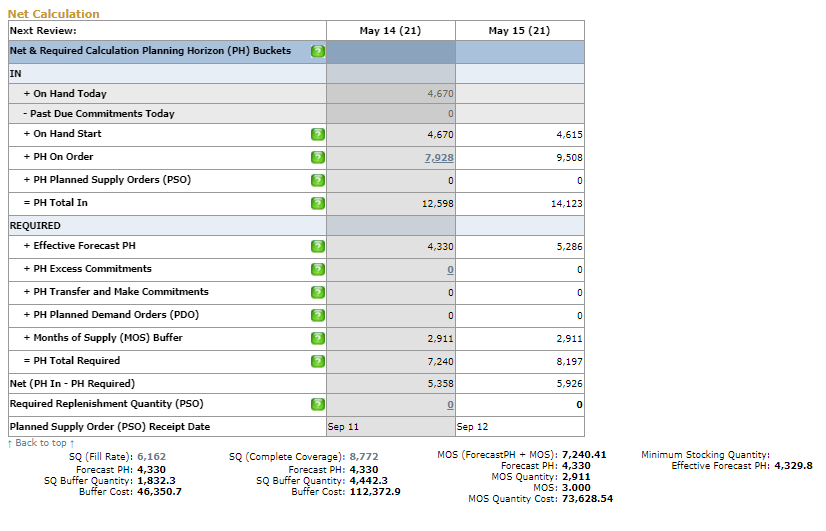 Net Calculation
Next Review: May 14 (21) May 15 (21)
Net & Required Calculation Planning Horizon (PH) Buckets ?
IN
+ On Hand Today 4,670
- Past Due Commitments Today 0
+ On Hand Start ? 4,670 4,615
+ PH On Order ? 7,928 9,508
+ PH Planned Supply Orders (PSO) ? 0 0
= PH Total In ? 12,598 14,123
REQUIRED
+ Effective Forecast PH ? 4,330 5,286
+ PH Excess Commitments ? 0 0
+ PH Transfer and Make Commitments ? 0 0
+ PH Planned Demand Orders (PDO) ? 0 0
+ Months of Supply (MOS) Buffer ? 2,911 2,911
= PH Total Required ? 7,240 8,197
Net (PH In - PH Required) 5,358 5,926
Required Replenishment Quantity (PSO) ? 0 0
Planned Supply Order (PSO) Receipt Date Sep 11 Sep 12
↑ Back to top ↑
SQ (Fill Rate): 6,162
Forecast PH: 4,330
SQ Buffer Quantity: 1,832.3
Buffer Cost: 46,350.7
SQ (Complete Coverage): 8,772
Forecast PH: 4,330
SQ Buffer Quantity: 4,442.3
Buffer Cost: 112,372.9
MOS (ForecastPH + MOS): 7,240.41
Forecast PH: 4,330
MOS Quantity: 2,911
MOS: 3.000
MOS Quantity Cost: 73,628.54
Minimum Stocking Quantity:
Effective Forecast PH: 4,329.8